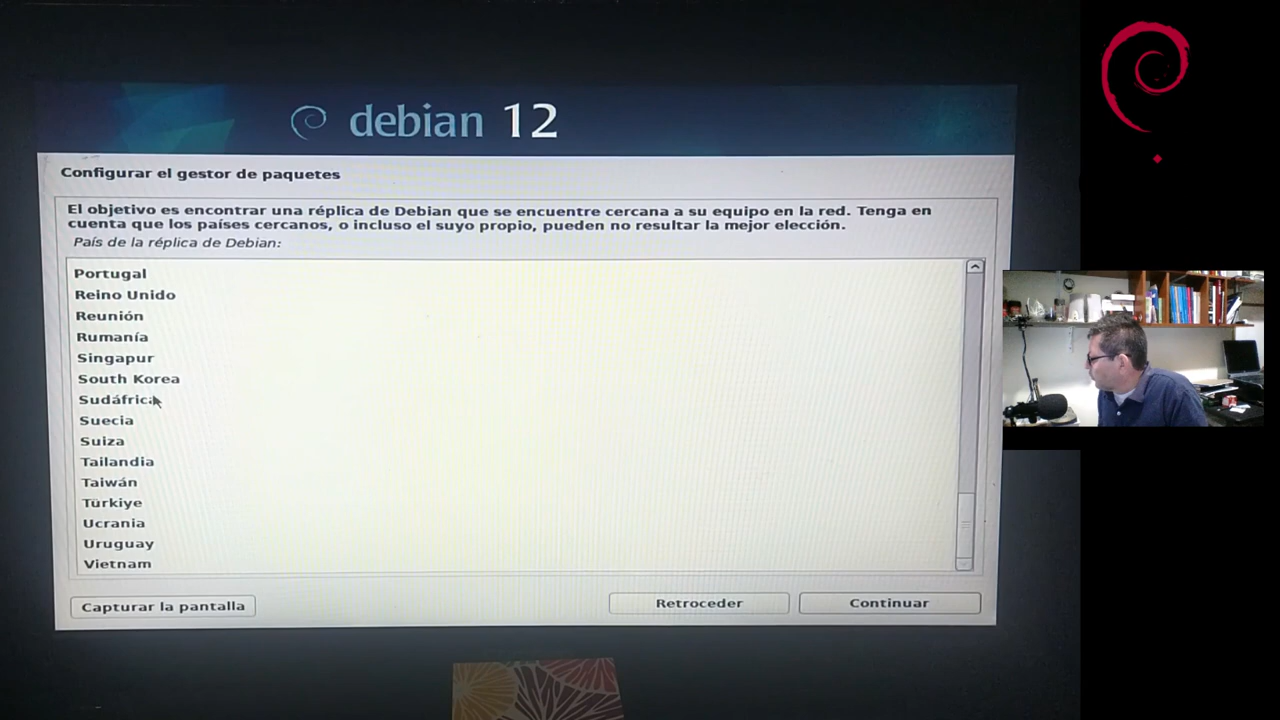 debian 12
Configurar el gestor de paquetes
El objetivo es encontrar una réplica de Debian que se encuentre cercana a su equipo en la red. Tenga en
cuenta que los países cercanos, o incluso el suyo propio, pueden no resultar la mejor elección.
País de la réplica de Debian:
Portugal
Reino Unido
Reunión
Rumanía
Singapur
South Korea
Sudáfrica
Suecia
Suiza
Tailandia
Taiwán
Türkiye
Ucrania
Uruguay
Vietnam
Capturar la pantalla
Retroceder
Continuar